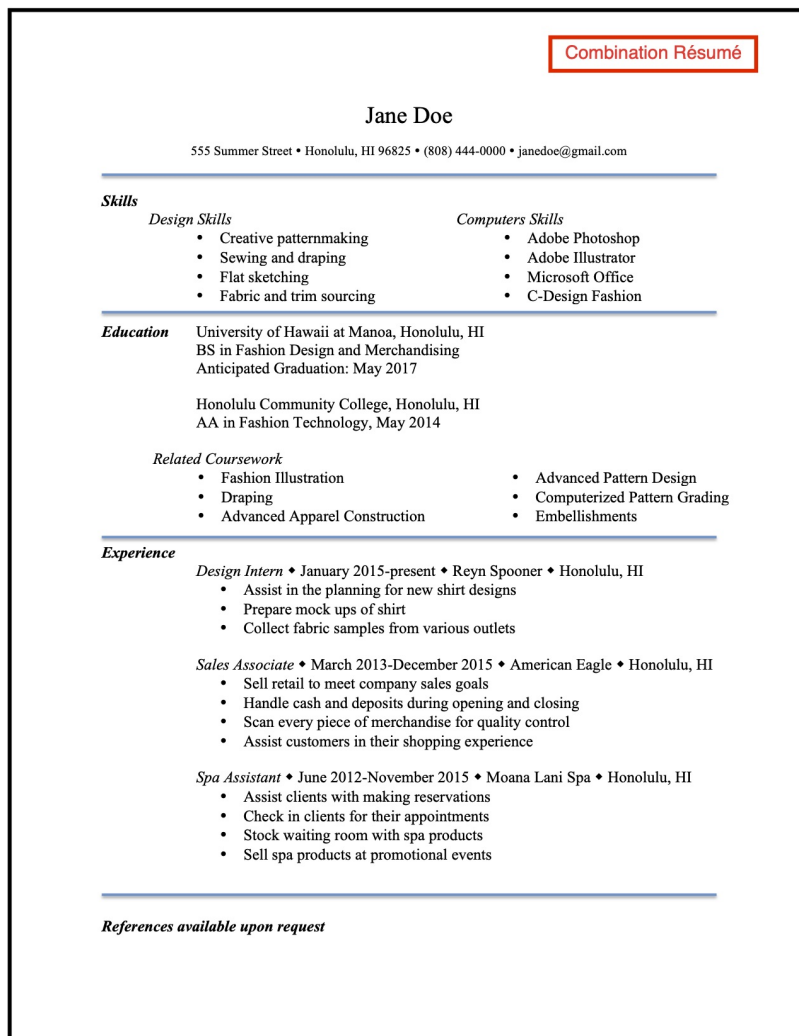 Combination Résumé
Jane Doe
555 Summer Street • Honolulu, HI 96825 • (808) 444-0000 • janedoe@gmail.com
Skills
Design Skills
• Creative patternmaking
• Sewing and draping
• Flat sketching
• Fabric and trim sourcing
Computers Skills
• Adobe Photoshop
• Adobe Illustrator
• Microsoft Office
• C-Design Fashion
Education
University of Hawaii at Manoa, Honolulu, HI
BS in Fashion Design and Merchandising
Anticipated Graduation: May 2017
Honolulu Community College, Honolulu, HI
AA in Fashion Technology, May 2014
Related Coursework
• Fashion Illustration
• Draping
• Advanced Apparel Construction
• Advanced Pattern Design
• Computerized Pattern Grading
• Embellishments
Experience
Design Intern ◆ January 2015-present ◆ Reyn Spooner ◆ Honolulu, HI
• Assist in the planning for new shirt designs
• Prepare mock ups of shirt
• Collect fabric samples from various outlets
Sales Associate ◆ March 2013-December 2015 ◆ American Eagle ◆ Honolulu, HI
• Sell retail to meet company sales goals
• Handle cash and deposits during opening and closing
• Scan every piece of merchandise for quality control
• Assist customers in their shopping experience
Spa Assistant ◆ June 2012-November 2015 ◆ Moana Lani Spa ◆ Honolulu, HI
• Assist clients with making reservations
• Check in clients for their appointments
• Stock waiting room with spa products
• Sell spa products at promotional events
References available upon request